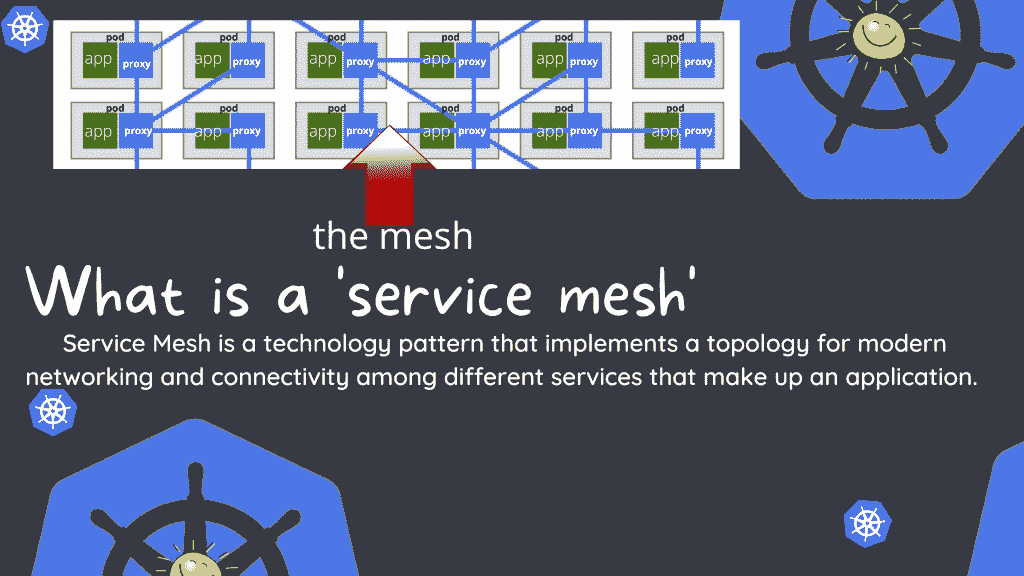 pod pod pod pod pod pod
app proxy app proxy app proxy app proxy app proxy app proxy
pod pod pod pod pod pod
app proxy app proxy app proxy app proxy app proxy app proxy
the mesh
What is a 'service mesh'
Service Mesh is a technology pattern that implements a topology for modern
networking and connectivity among different services that make up an application.